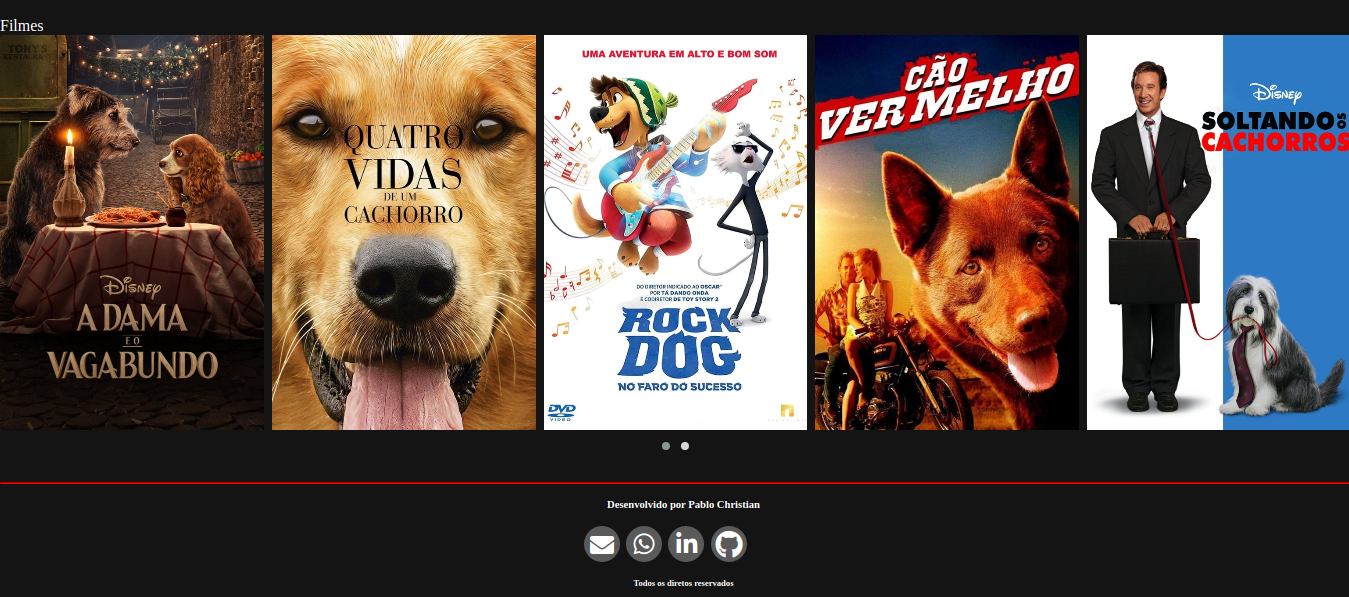 Filmes
TONY'S
DISNEY
A DAMA
E O
VAGABUNDO
QUATRO
VIDAS
DE UM
CACHORRO
UMA AVENTURA EM ALTO E BOM SOM
DO DIRETOR INDICADO AO OSCAR®
POR TÁ DANDO ONDA
E CODIRETOR DE TOY STORY 2
ROCK
DOG
NO FARO DO SUCESSO
DVD
VIDEO
CÃO
VERMELHO
DISNEY
SOLTANDO OS
CACHORROS
Desenvolvido por Pablo Christian
in
Todos os diretos reservados